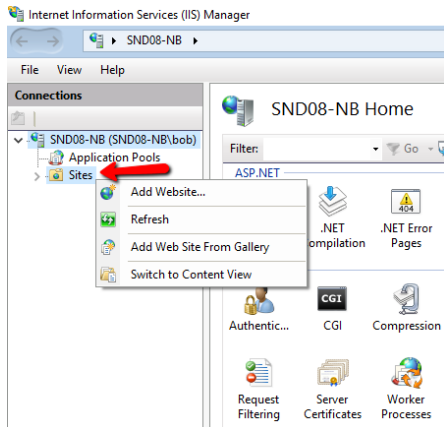 Internet Information Services (IIS) Manager
SND08-NB
File View Help
Connections
SND08-NB (SND08-NB\bob)
Application Pools
Sites
Add Website...
Refresh
Add Web Site From Gallery
Switch to Content View
SND08-NB Home
Filter: Go
ASP.NET
.NET
ompilation
.NET Error
Pages
404
Authentic...
CGI
CGI
Compression
Request
Filtering
Server
Certificates
Worker
Processes